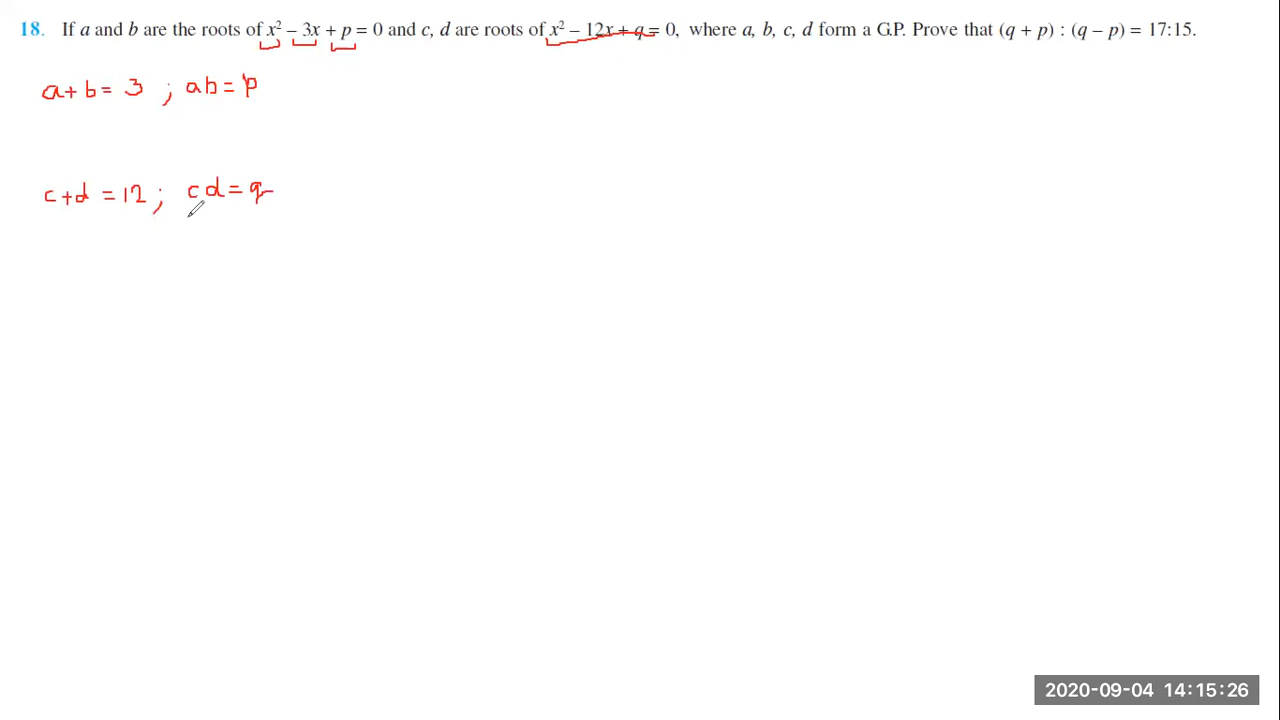 18. If a and b are the roots of x² – 3x + p = 0 and c, d are roots of x² – 12x + q = 0, where a, b, c, d form a G.P. Prove that (q + p) : (q – p) = 17:15.
a+b = 3 ; ab = p
c+d = 12 ; cd = q
2020-09-04 14:15:26